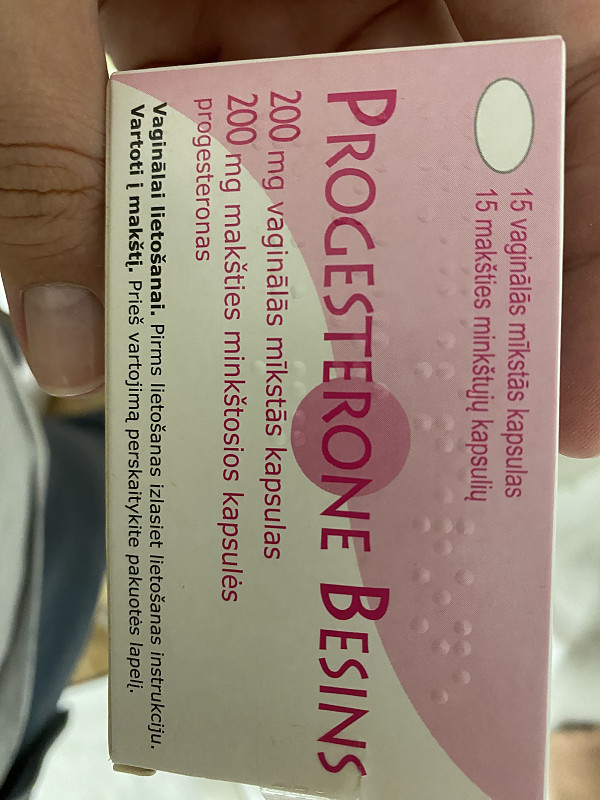 15 vaginālās mīkstās kapsulas
15 makšties minkštųjų kapsulių
PROGESTERONE BESINS
200 mg vaginālās mīkstās kapsulas
200 mg makšties minkštosios kapsulės
progesteronas
Vaginālai lietošanai. Pirms lietošanas izlasiet lietošanas instrukciju.
Vartoti į makštį. Prieš vartojimą perskaitykite pakuotės lapelį.